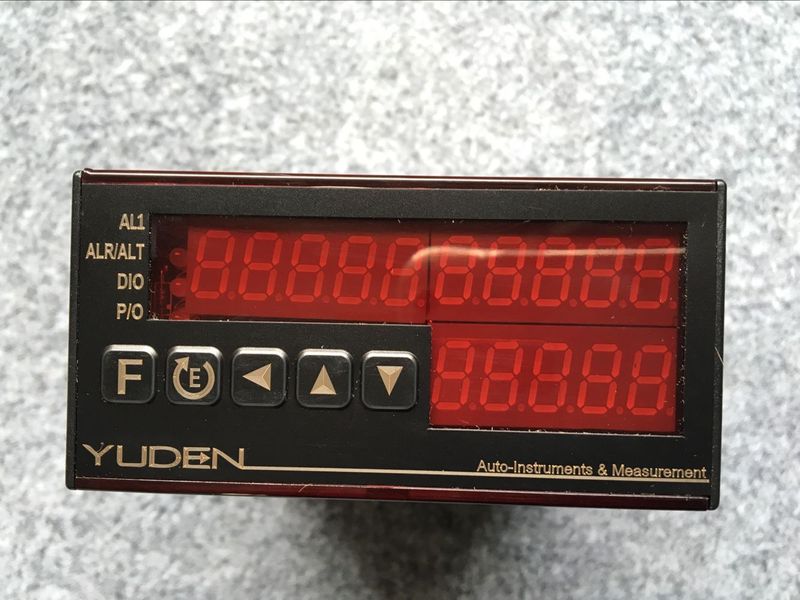 AL1
ALR/ALT
DIO
P/O
F
E
YUDEN
Auto-Instruments & Measurement